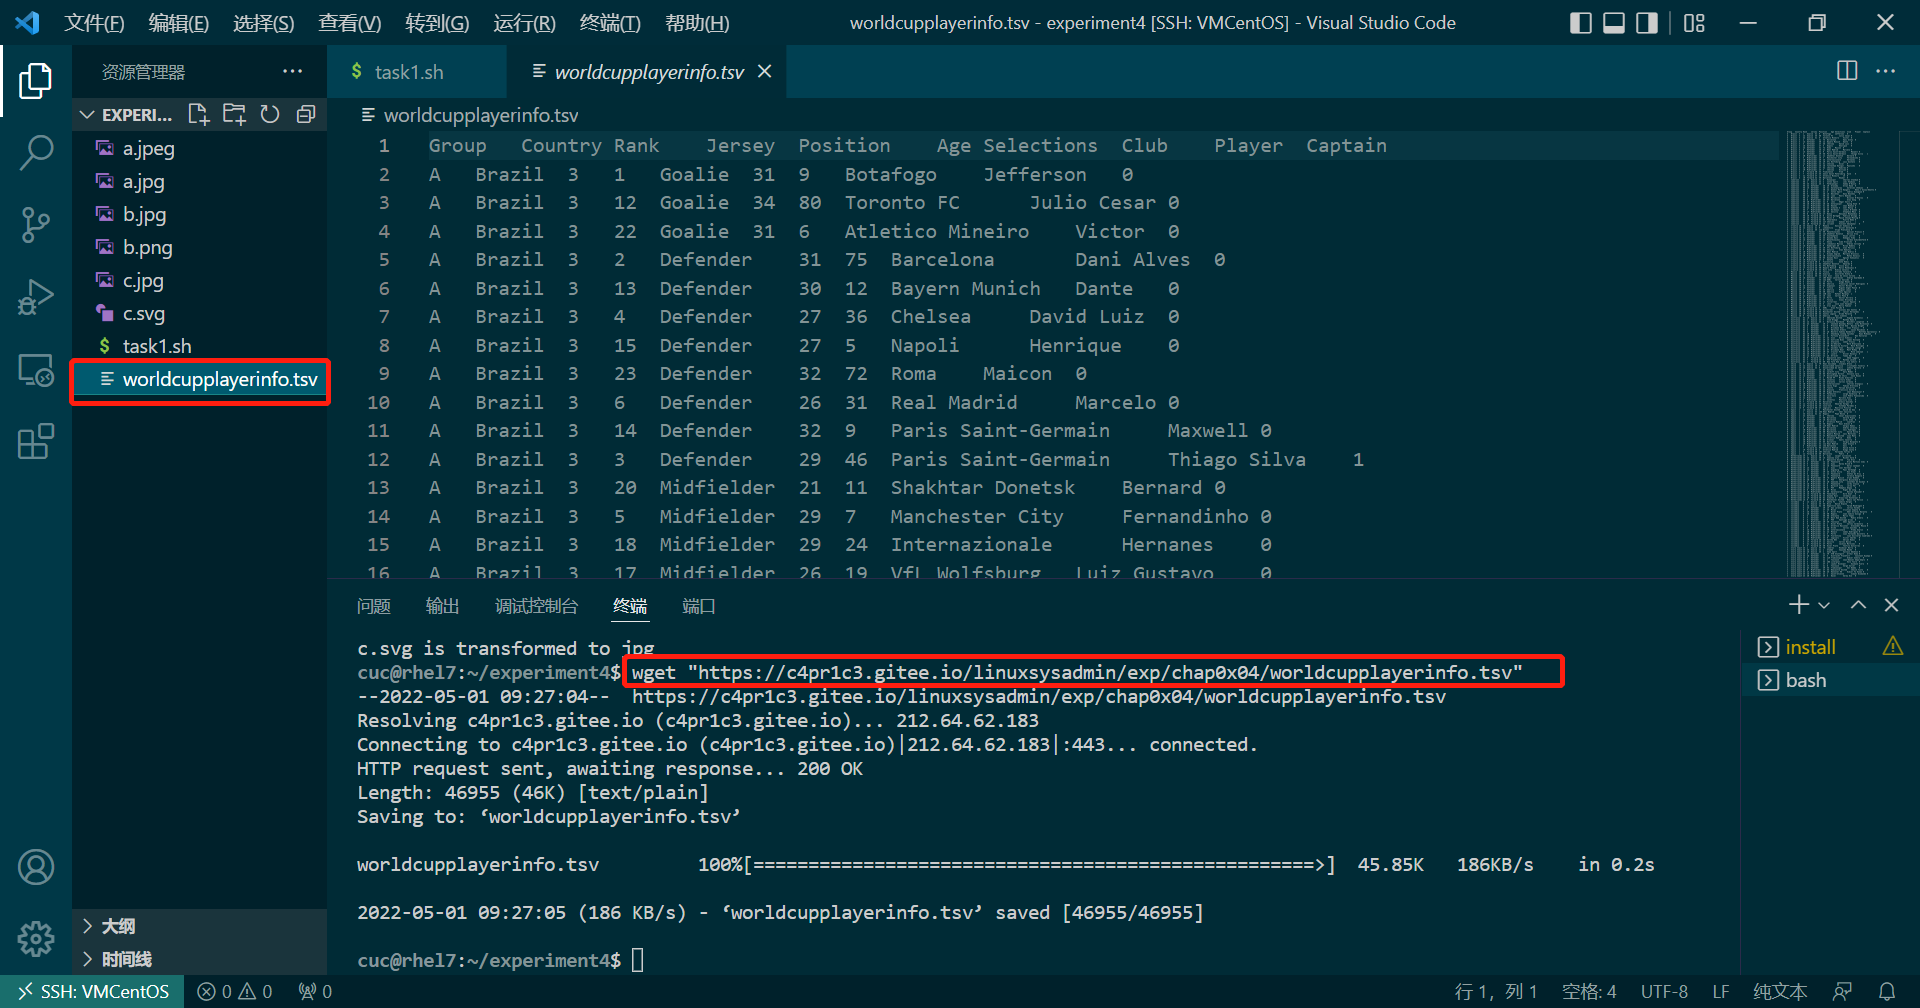 文件(F) 编辑(E) 选择(S) 查看(V) 转到(G) 运行(R) 终端(T) 帮助(H) worldcupplayerinfo.tsv - experiment4 [SSH: VMCentOS] - Visual Studio Code
资源管理器 ···
EXPERI...
a.jpeg
a.jpg
b.jpg
b.png
c.jpg
c.svg
$ task1.sh
worldcupplayerinfo.tsv
大纲
时间线
$ task1.sh worldcupplayerinfo.tsv
worldcupplayerinfo.tsv
1 Group Country Rank Jersey Position Age Selections Club Player Captain
2 A Brazil 3 1 Goalie 31 9 Botafogo Jefferson 0
3 A Brazil 3 12 Goalie 34 80 Toronto FC Julio Cesar 0
4 A Brazil 3 22 Goalie 31 6 Atletico Mineiro Victor 0
5 A Brazil 3 2 Defender 31 75 Barcelona Dani Alves 0
6 A Brazil 3 13 Defender 30 12 Bayern Munich Dante 0
7 A Brazil 3 4 Defender 27 36 Chelsea David Luiz 0
8 A Brazil 3 15 Defender 27 5 Napoli Henrique 0
9 A Brazil 3 23 Defender 32 72 Roma Maicon 0
10 A Brazil 3 6 Defender 26 31 Real Madrid Marcelo 0
11 A Brazil 3 14 Defender 32 9 Paris Saint-Germain Maxwell 0
12 A Brazil 3 3 Defender 29 46 Paris Saint-Germain Thiago Silva 1
13 A Brazil 3 20 Midfielder 21 11 Shakhtar Donetsk Bernard 0
14 A Brazil 3 5 Midfielder 29 7 Manchester City Fernandinho 0
15 A Brazil 3 18 Midfielder 29 24 Internazionale Hernanes 0
16 A Brazil 3 17 Midfielder 26 19 VfL Wolfsburg Luiz Gustavo 0
问题 输出 调试控制台 终端 端口
c.svg is transformed to jpg
cuc@rhel7:~/experiment4$ wget "https://c4pr1c3.gitee.io/linuxsysadmin/exp/chap0x04/worldcupplayerinfo.tsv"
--2022-05-01 09:27:04-- https://c4pr1c3.gitee.io/linuxsysadmin/exp/chap0x04/worldcupplayerinfo.tsv
Resolving c4pr1c3.gitee.io (c4pr1c3.gitee.io)... 212.64.62.183
Connecting to c4pr1c3.gitee.io (c4pr1c3.gitee.io)|212.64.62.183|:443... connected.
HTTP request sent, awaiting response... 200 OK
Length: 46955 (46K) [text/plain]
Saving to: ‘worldcupplayerinfo.tsv’
worldcupplayerinfo.tsv 100%[===================================================>] 45.85K 186KB/s in 0.2s
2022-05-01 09:27:05 (186 KB/s) - ‘worldcupplayerinfo.tsv’ saved [46955/46955]
cuc@rhel7:~/experiment4$
install
bash
SSH: VMCentOS 0 0 0 行 1，列 1 空格: 4 UTF-8 LF 纯文本